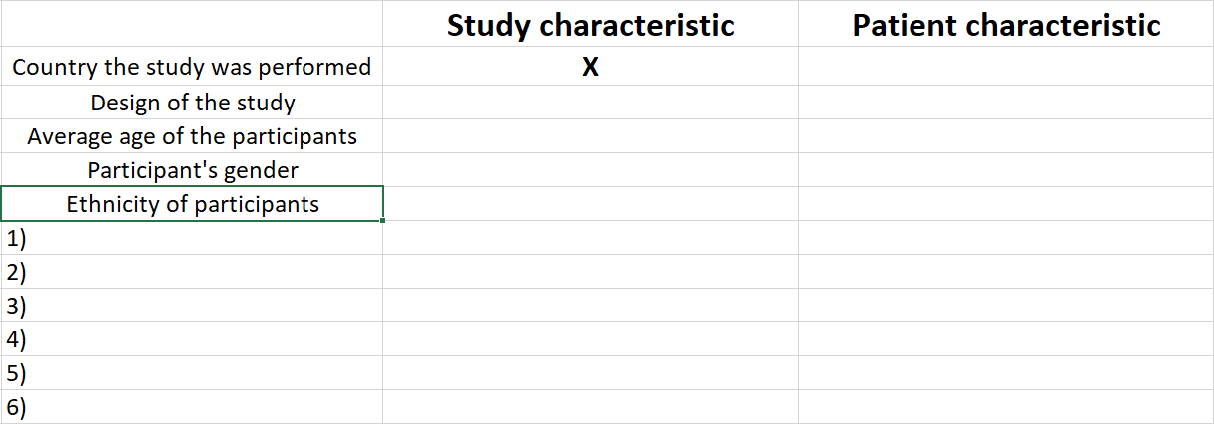 Study characteristic Patient characteristic
Country the study was performed X
Design of the study
Average age of the participants
Participant's gender
Ethnicity of participants
1)
2)
3)
4)
5)
6)